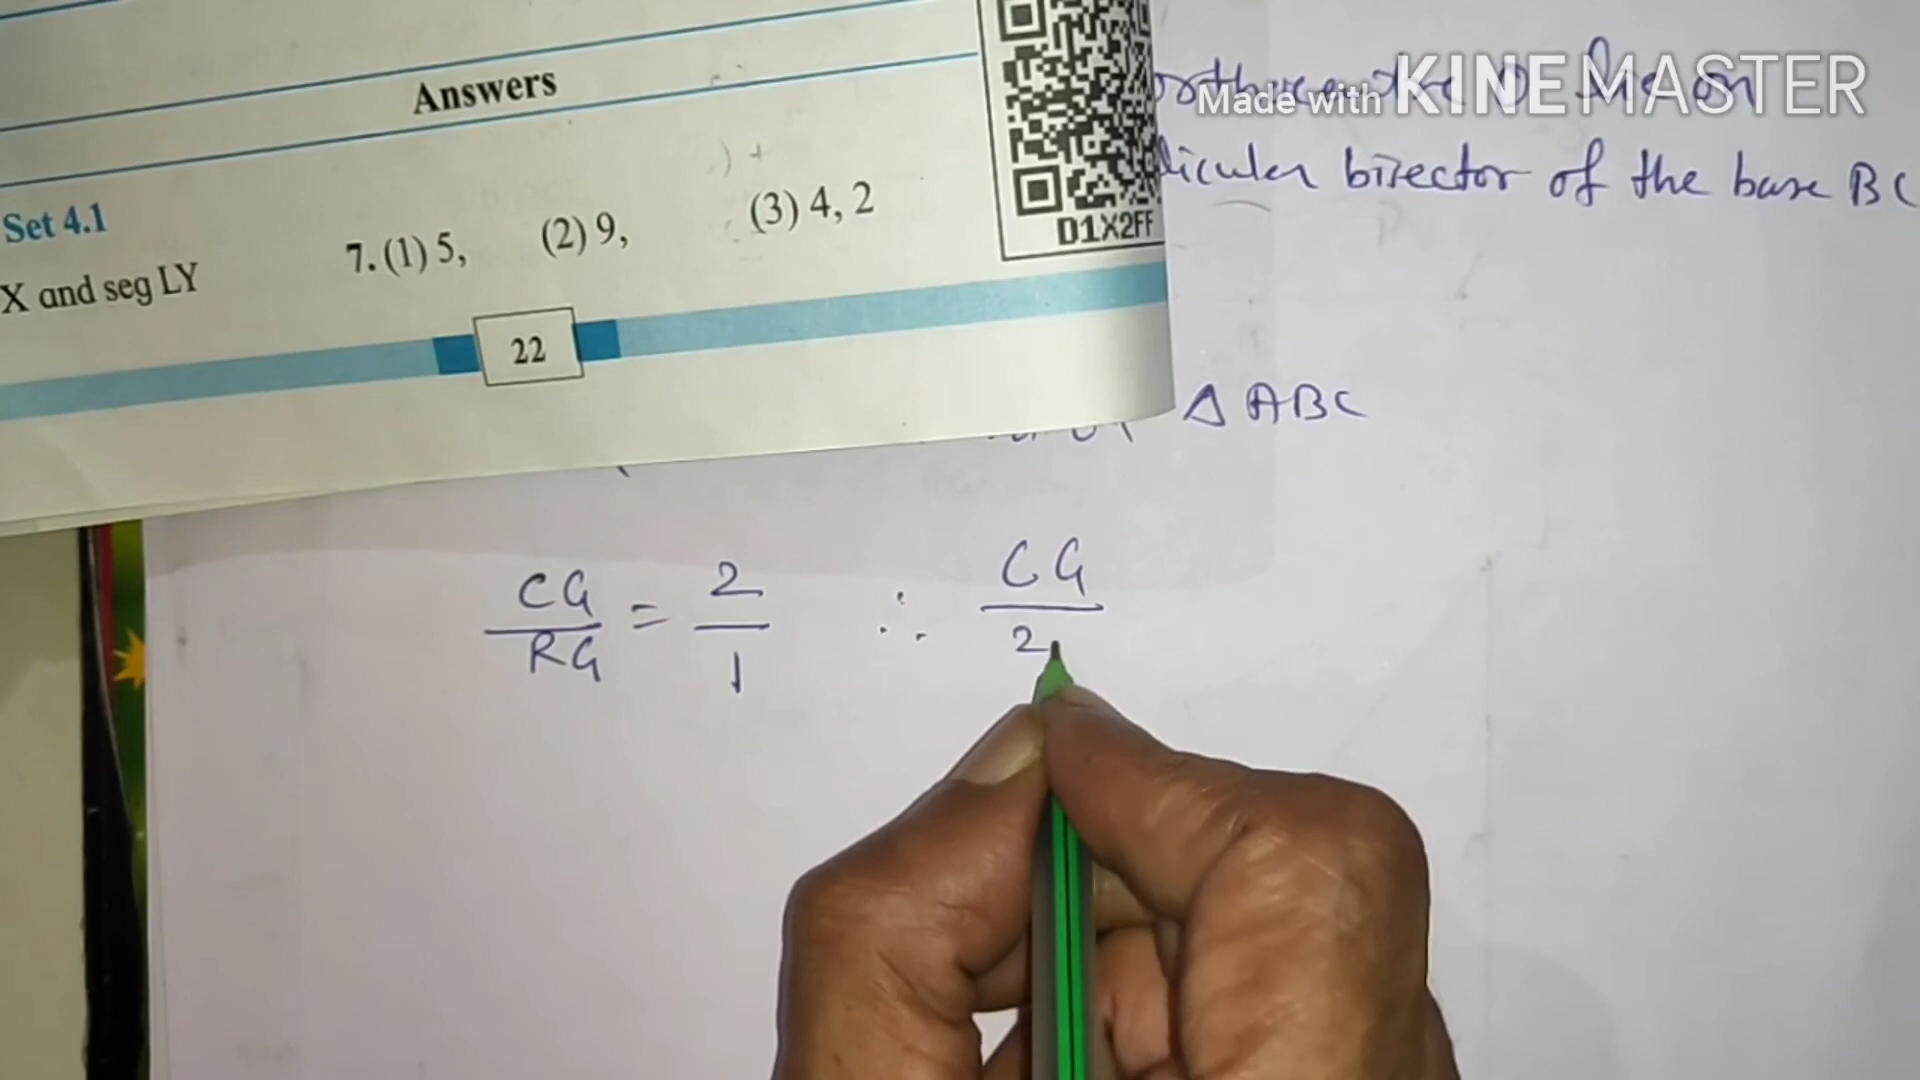 Answers
Set 4.1
7. (1) 5, (2) 9, (3) 4, 2
X and seg LY
22
D1X2FF
Made with KINEMASTER
bisector of the base BC
Δ ABC
CG/RG = 2/1 ∴ CG/2